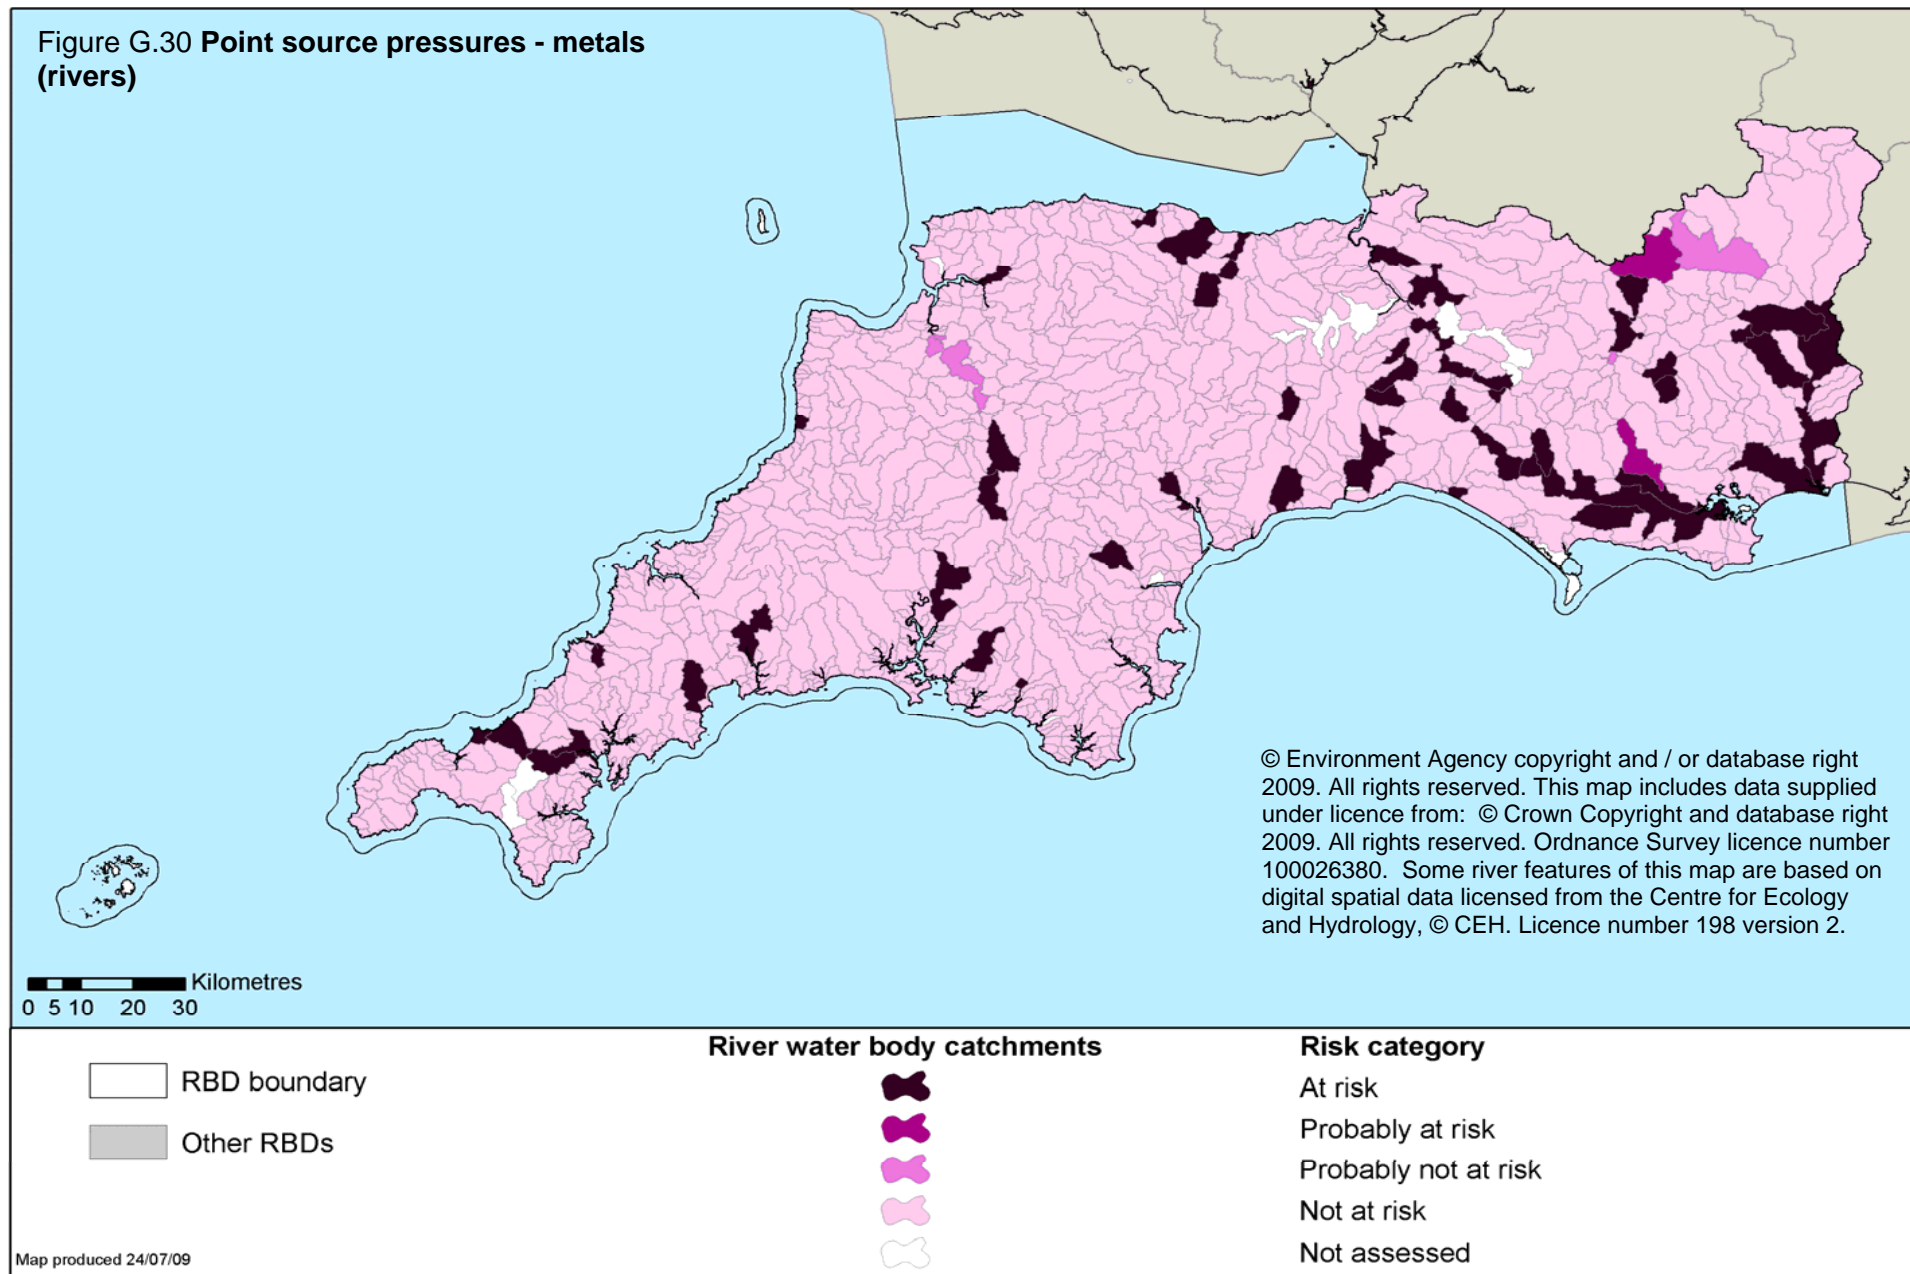 Figure G.30 Point source pressures - metals
(rivers)
© Environment Agency copyright and / or database right
2009. All rights reserved. This map includes data supplied
under licence from: © Crown Copyright and database right
2009. All rights reserved. Ordnance Survey licence number
100026380. Some river features of this map are based on
digital spatial data licensed from the Centre for Ecology
and Hydrology, © CEH. Licence number 198 version 2.
Kilometres
0 5 10 20 30
RBD boundary
Other RBDs
River water body catchments
Risk category
At risk
Probably at risk
Probably not at risk
Not at risk
Not assessed
Map produced 24/07/09